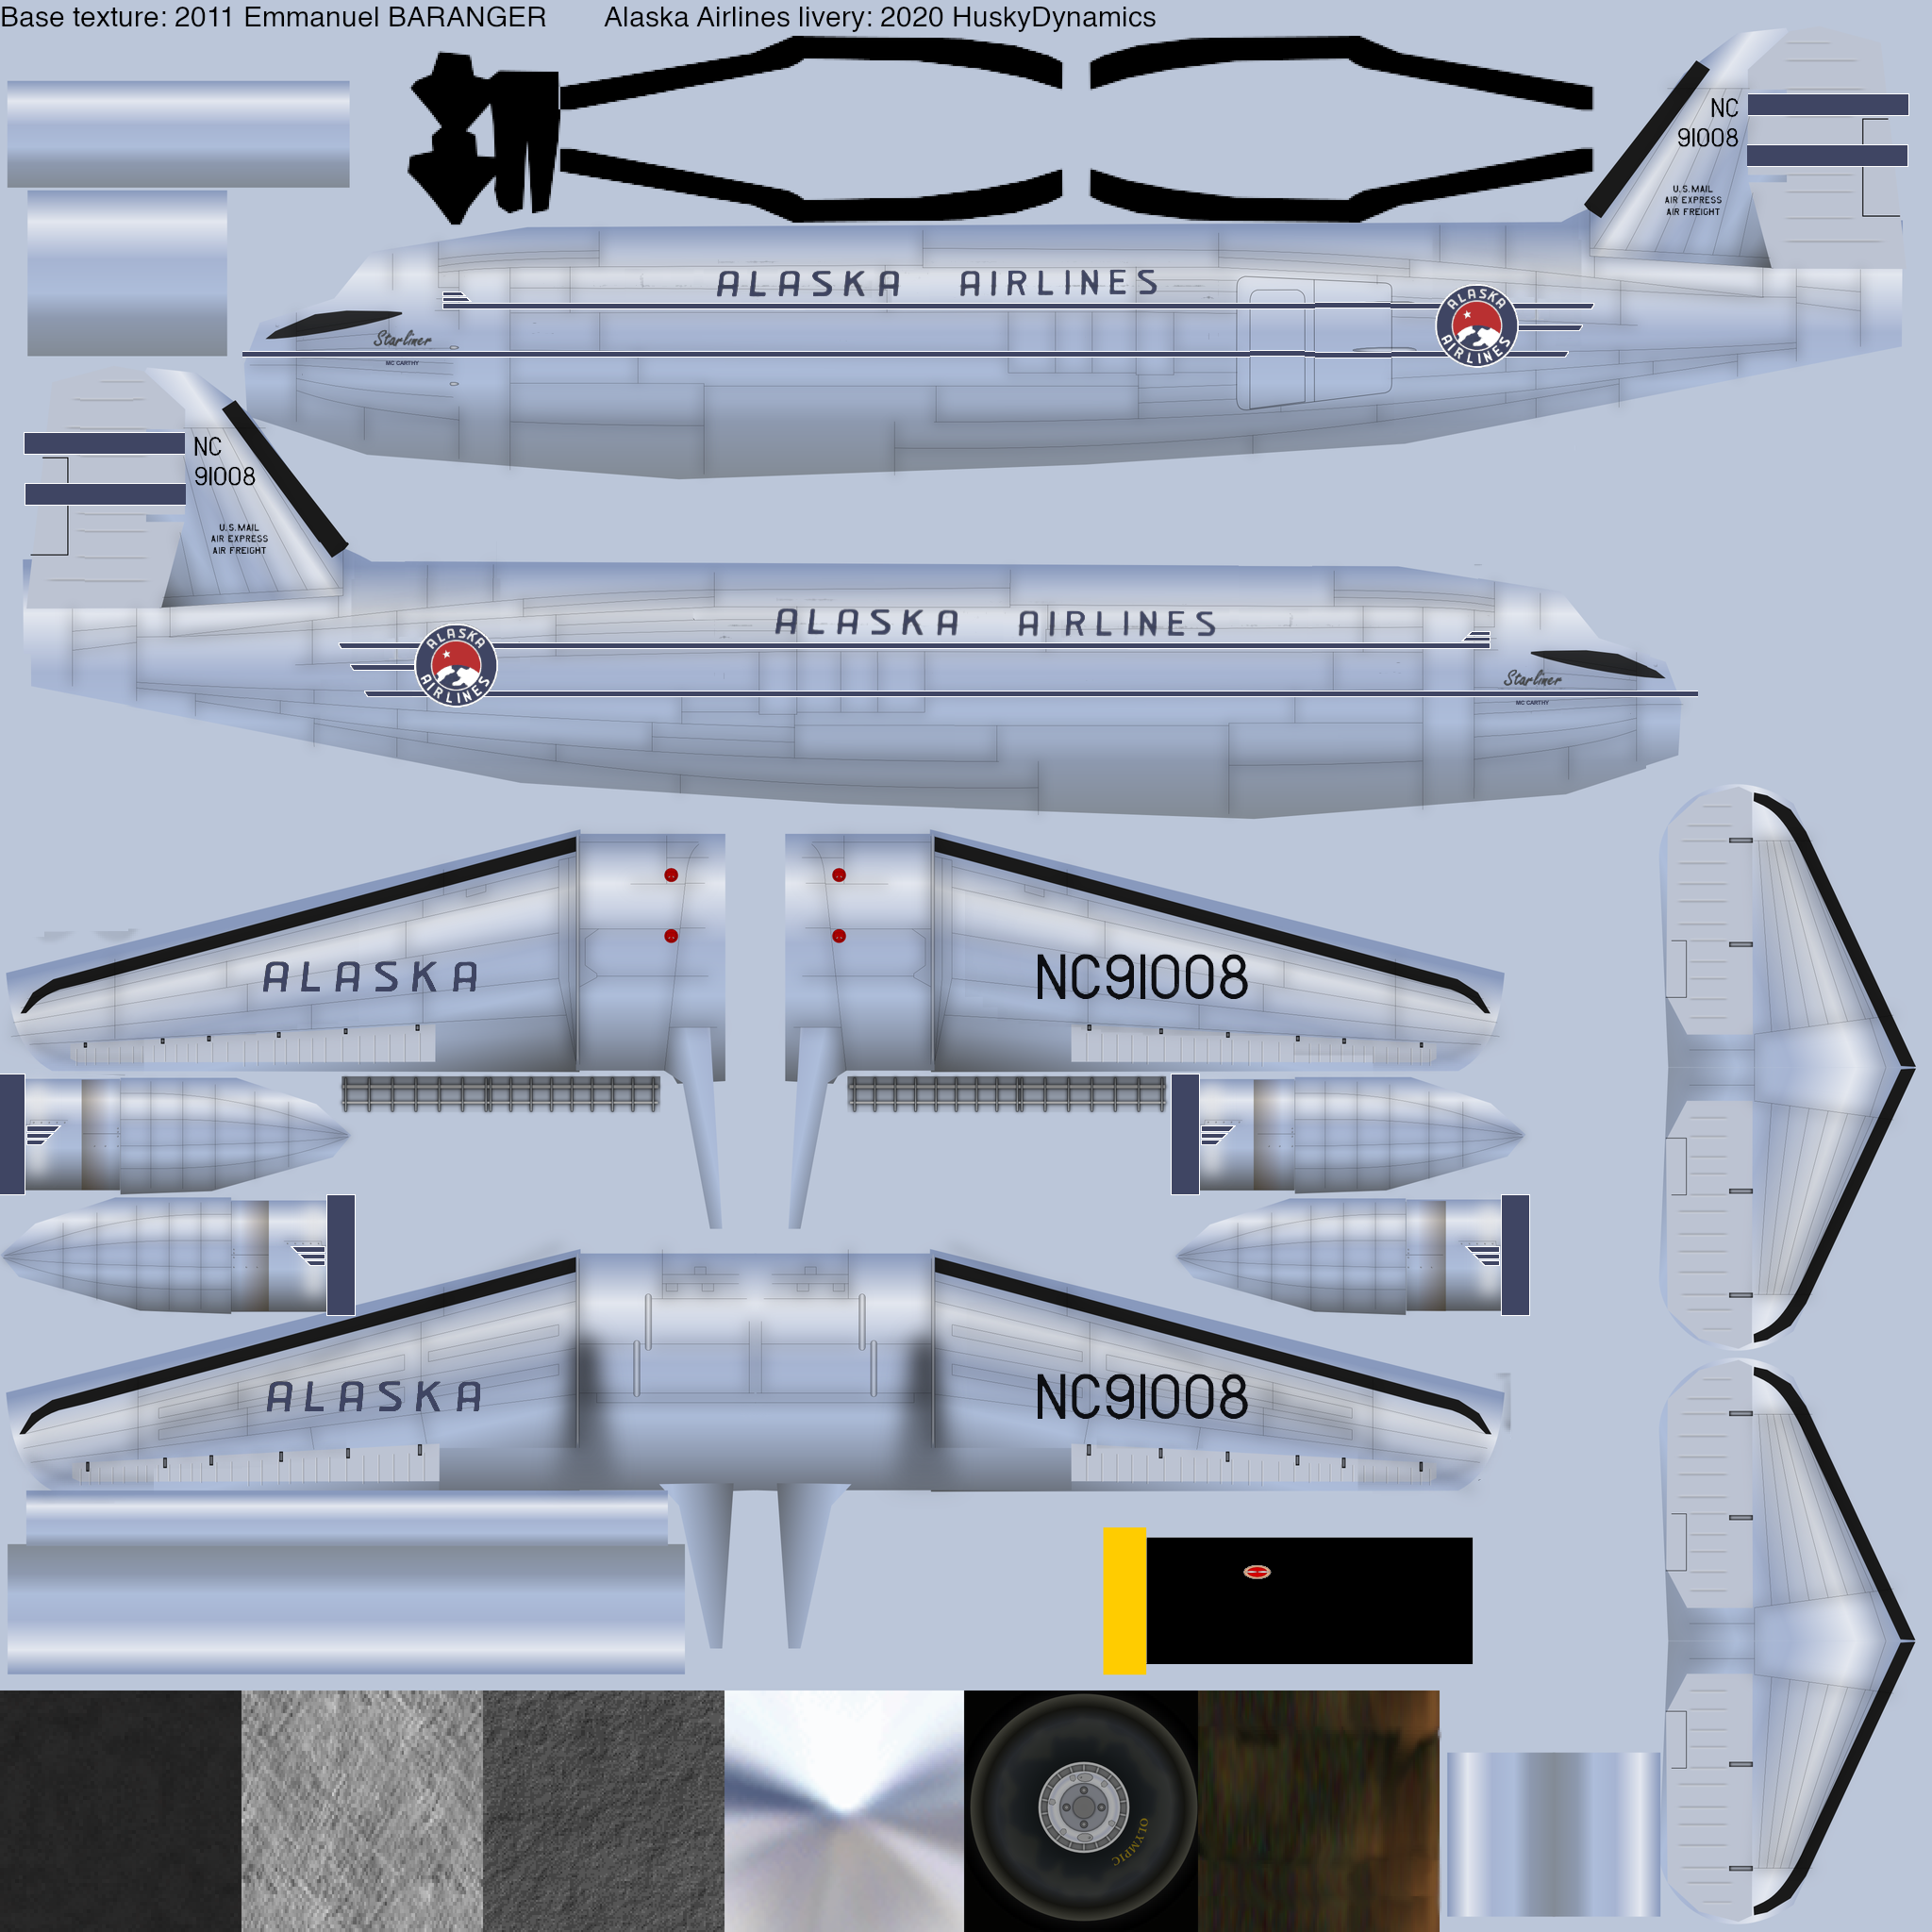 Base texture: 2011 Emmanuel BARANGER Alaska Airlines livery: 2020 HuskyDynamics
NC
91008
U.S.MAIL
AIR EXPRESS
AIR FREIGHT
ALASKA AIRLINES
ALASKA
AIRLINES
Starliner
MC CARTHY
NC
91008
U.S.MAIL
AIR EXPRESS
AIR FREIGHT
ALASKA AIRLINES
ALASKA
AIRLINES
Starliner
MC CARTHY
ALASKA
NC91008
ALASKA
NC91008
OLYMPIC